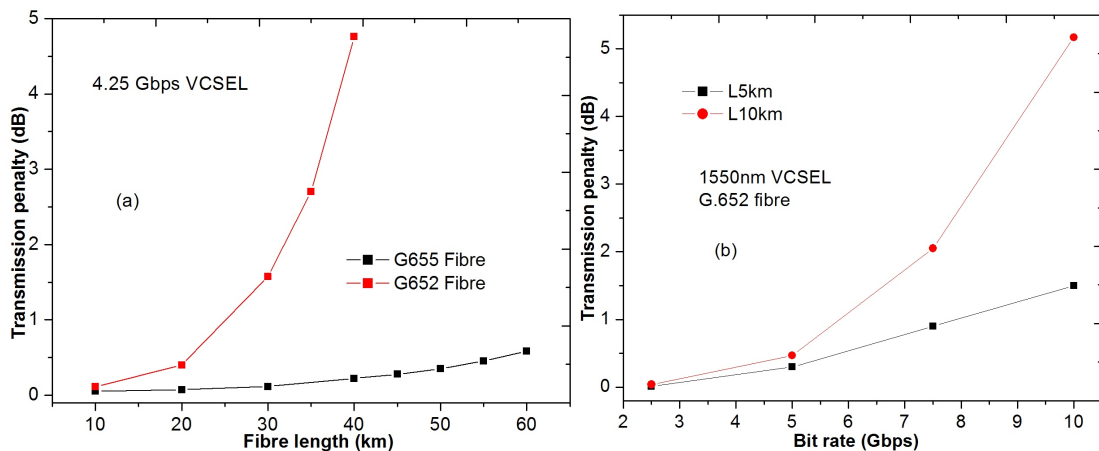 Transmission penalty (dB)
5
4
3
2
1
0
4.25 Gbps VCSEL
(a)
G655 Fibre
G652 Fibre
10 20 30 40 50 60
Fibre length (km)
Transmission penalty (dB)
5
4
3
2
1
0
L5km
L10km
1550nm VCSEL
G.652 fibre
(b)
2 3 4 5 6 7 8 9 10
Bit rate (Gbps)